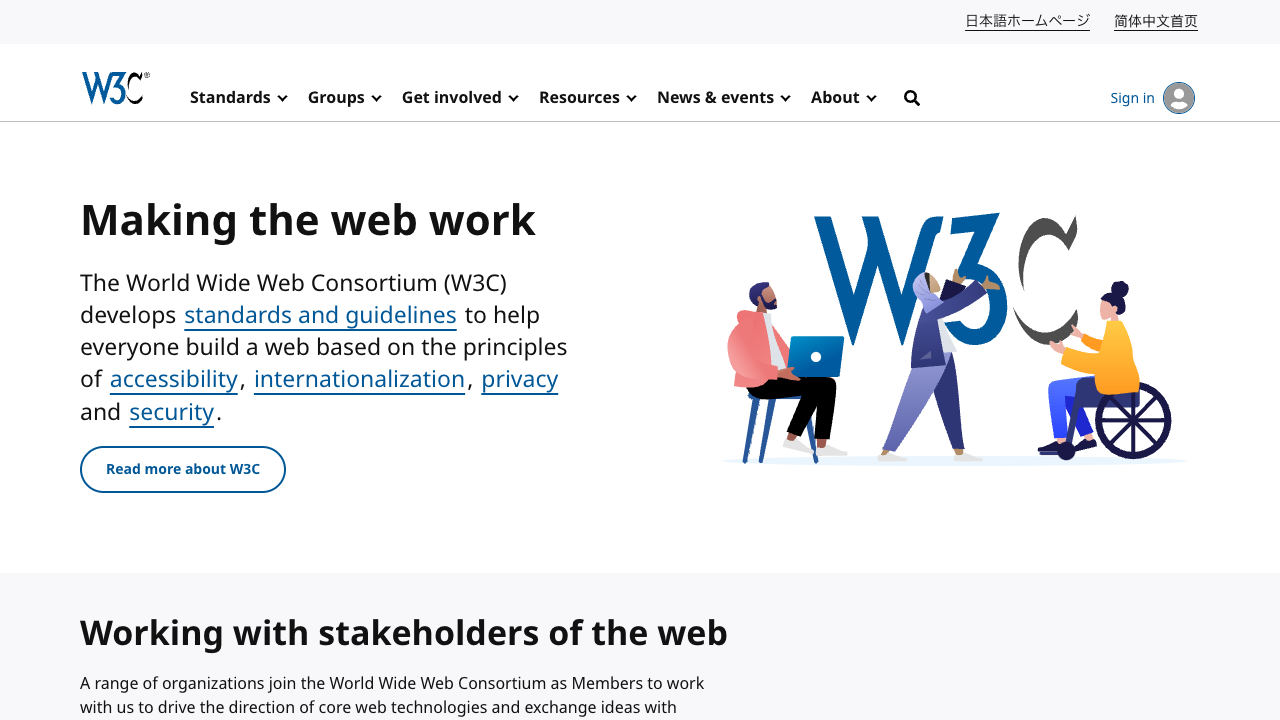 日本語ホームページ 简体中文首页
W3C®
Standards Groups Get involved Resources News & events About Sign in
Making the web work
W3C
The World Wide Web Consortium (W3C)
develops standards and guidelines to help
everyone build a web based on the principles
of accessibility, internationalization, privacy
and security.
Read more about W3C
Working with stakeholders of the web
A range of organizations join the World Wide Web Consortium as Members to work
with us to drive the direction of core web technologies and exchange ideas with